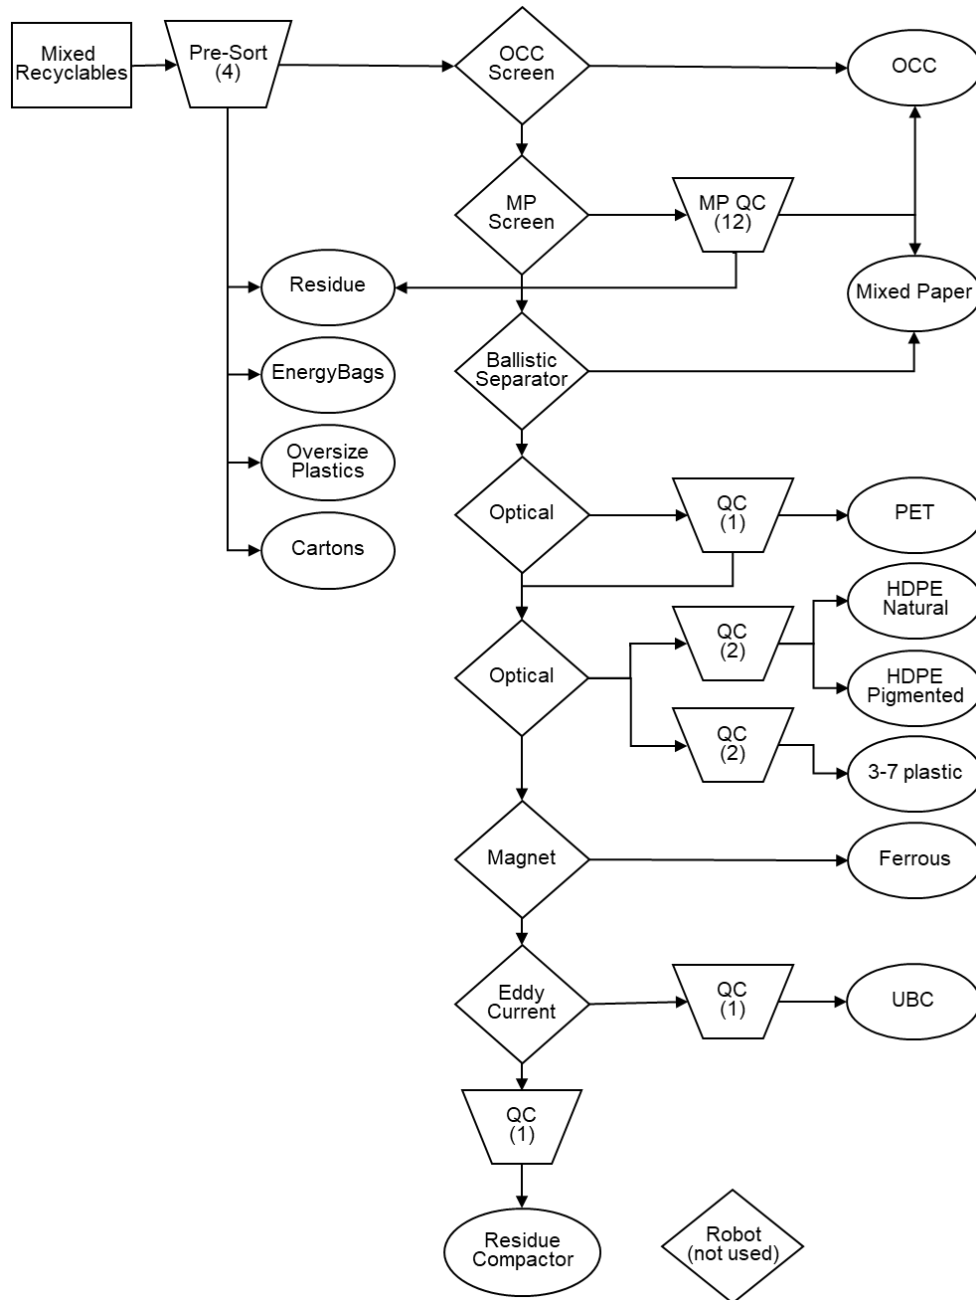 Mixed
Recyclables
Pre-Sort
(4)
OCC
Screen
OCC
MP
Screen
MP QC
(12)
Residue
Mixed Paper
Ballistic
Separator
EnergyBags
Oversize
Plastics
Optical
QC
(1)
PET
Cartons
HDPE
Natural
QC
(2)
Optical
HDPE
Pigmented
QC
(2)
3-7 plastic
Magnet
Ferrous
Eddy
Current
QC
(1)
UBC
QC
(1)
Residue
Compactor
Robot
(not used)